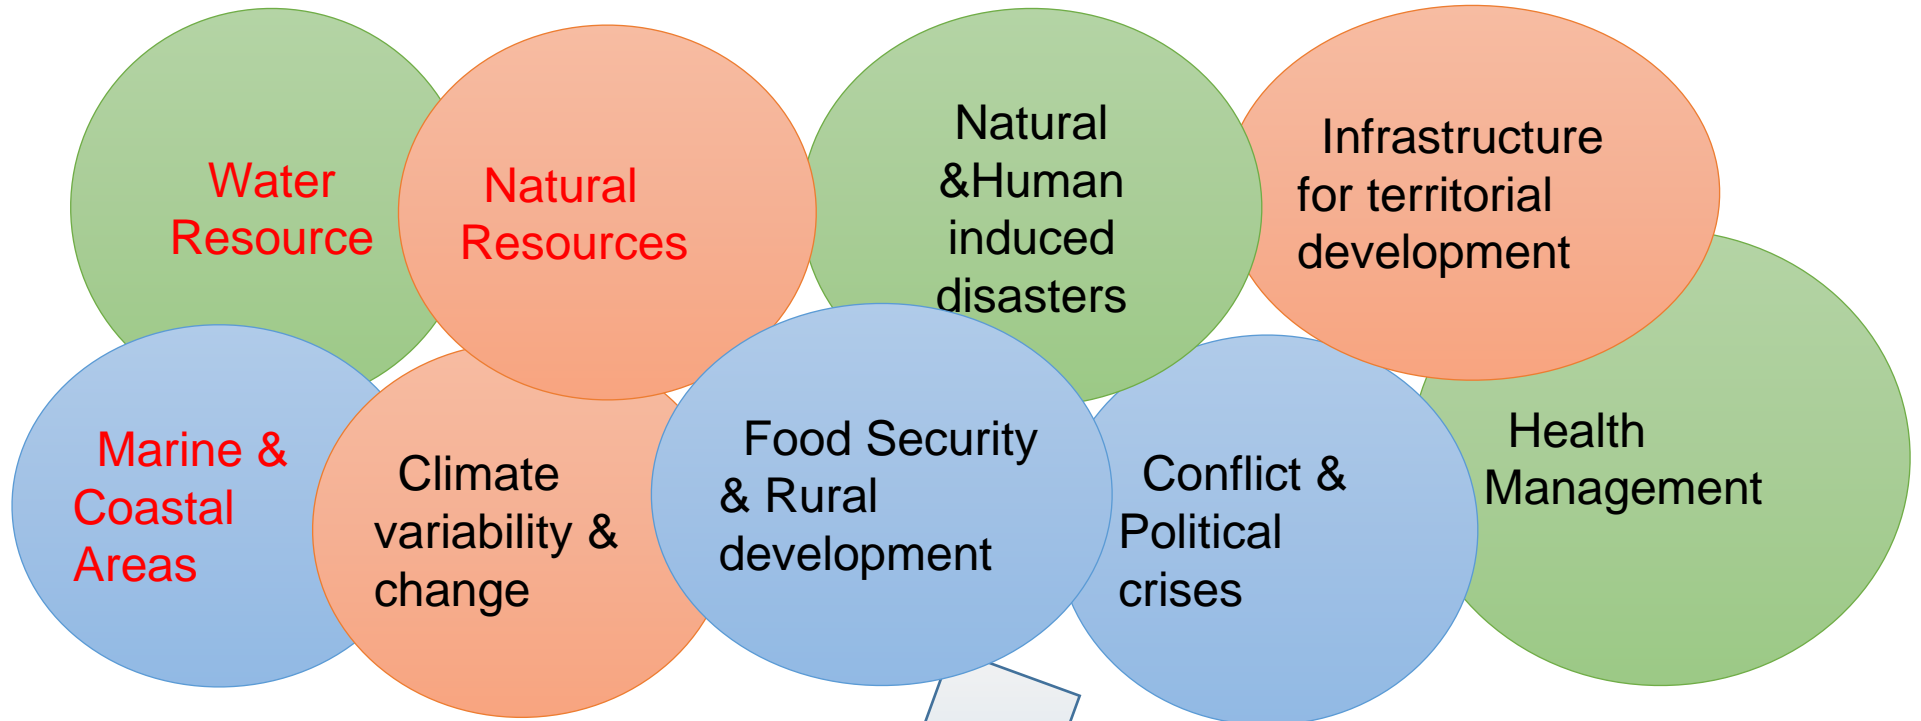 Water
Resource
Natural
Resources
Natural
&Human
induced
disasters
Infrastructure
for territorial
development
Marine &
Coastal
Areas
Climate
variability &
change
Food Security
& Rural
development
Conflict &
Political
crises
Health
Management